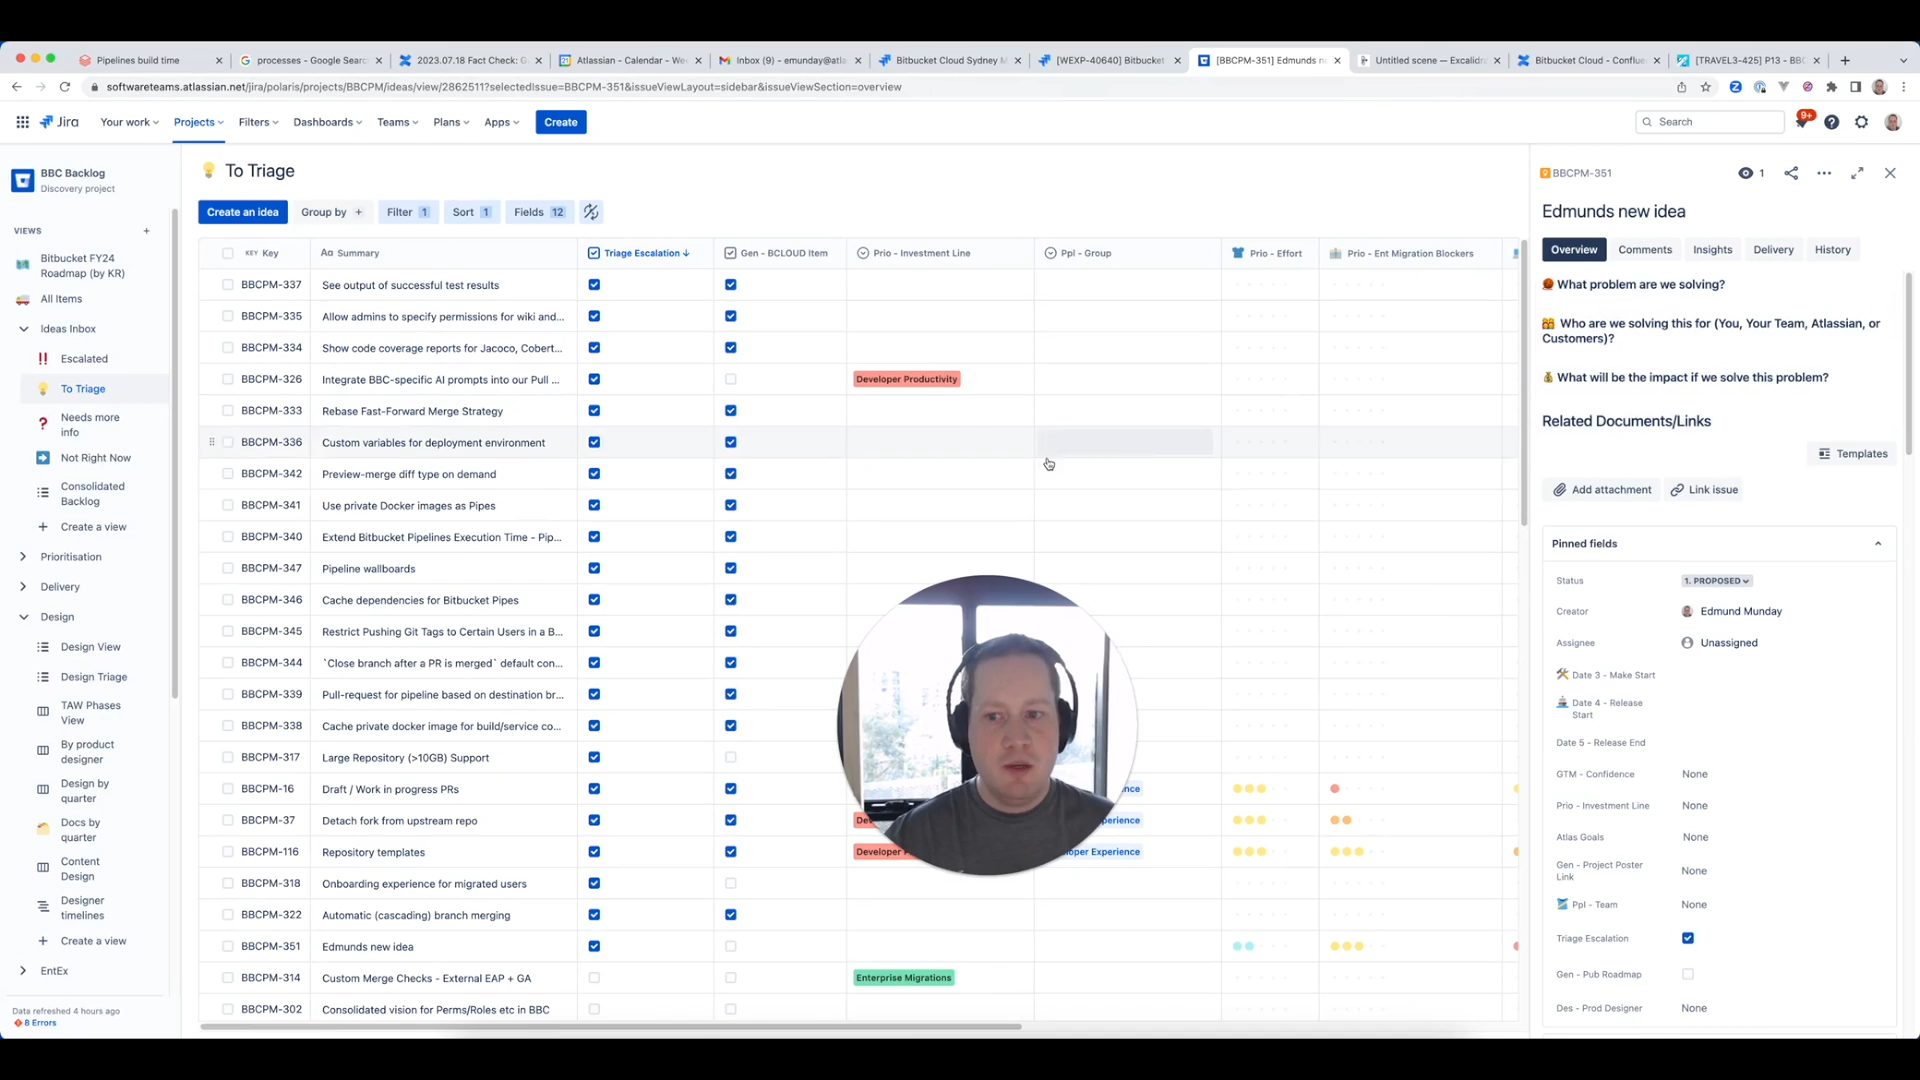 Pipelines build time
processes - Google Searc
2023.07.18 Fact Check: G
Atlassian - Calendar - We
Inbox (9) - emunday@atla
Bitbucket Cloud Sydney M
[WEXP-40640] Bitbucket
[BBCPM-351] Edmunds n
Untitled scene — Excalidra
Bitbucket Cloud - Conflue
[TRAVEL3-425] P13 - BBC
softwareteams.atlassian.net/jira/polaris/projects/BBCPM/ideas/view/2862511?selectedIssue=BBCPM-351&issueViewLayout=sidebar&issueViewSection=overview
Jira
Your work
Projects
Filters
Dashboards
Teams
Plans
Apps
Create
Search
9+
BBC Backlog
Discovery project
VIEWS
Bitbucket FY24
Roadmap (by KR)
All Items
Ideas Inbox
Escalated
To Triage
Needs more
info
Not Right Now
Consolidated
Backlog
Create a view
Prioritisation
Delivery
Design
Design View
Design Triage
TAW Phases
View
By product
designer
Design by
quarter
Docs by
quarter
Content
Design
Designer
timelines
Create a view
EntEx
Data refreshed 4 hours ago
8 Errors
To Triage
Create an idea
Group by
Filter 1
Sort 1
Fields 12
KEY Key
Aa Summary
Triage Escalation
Gen - BCLOUD Item
Prio - Investment Line
Ppl - Group
Prio - Effort
Prio - Ent Migration Blockers
BBCPM-337 See output of successful test results
BBCPM-335 Allow admins to specify permissions for wiki and...
BBCPM-334 Show code coverage reports for Jacoco, Cobert...
BBCPM-326 Integrate BBC-specific AI prompts into our Pull ... Developer Productivity
BBCPM-333 Rebase Fast-Forward Merge Strategy
BBCPM-336 Custom variables for deployment environment
BBCPM-342 Preview-merge diff type on demand
BBCPM-341 Use private Docker images as Pipes
BBCPM-340 Extend Bitbucket Pipelines Execution Time - Pip...
BBCPM-347 Pipeline wallboards
BBCPM-346 Cache dependencies for Bitbucket Pipes
BBCPM-345 Restrict Pushing Git Tags to Certain Users in a B...
BBCPM-344 `Close branch after a PR is merged` default con...
BBCPM-339 Pull-request for pipeline based on destination br...
BBCPM-338 Cache private docker image for build/service co...
BBCPM-317 Large Repository (>10GB) Support
BBCPM-16 Draft / Work in progress PRs ence
BBCPM-37 Detach fork from upstream repo De perience
BBCPM-116 Repository templates Developer P oper Experience
BBCPM-318 Onboarding experience for migrated users
BBCPM-322 Automatic (cascading) branch merging
BBCPM-351 Edmunds new idea
BBCPM-314 Custom Merge Checks - External EAP + GA Enterprise Migrations
BBCPM-302 Consolidated vision for Perms/Roles etc in BBC
BBCPM-351
1
Edmunds new idea
Overview
Comments
Insights
Delivery
History
What problem are we solving?
Who are we solving this for (You, Your Team, Atlassian, or
Customers)?
What will be the impact if we solve this problem?
Related Documents/Links
Templates
Add attachment
Link issue
Pinned fields
Status 1. PROPOSED
Creator Edmund Munday
Assignee Unassigned
Date 3 - Make Start
Date 4 - Release
Start
Date 5 - Release End
GTM - Confidence None
Prio - Investment Line None
Atlas Goals None
Gen - Project Poster
Link None
Ppl - Team None
Triage Escalation
Gen - Pub Roadmap
Des - Prod Designer None